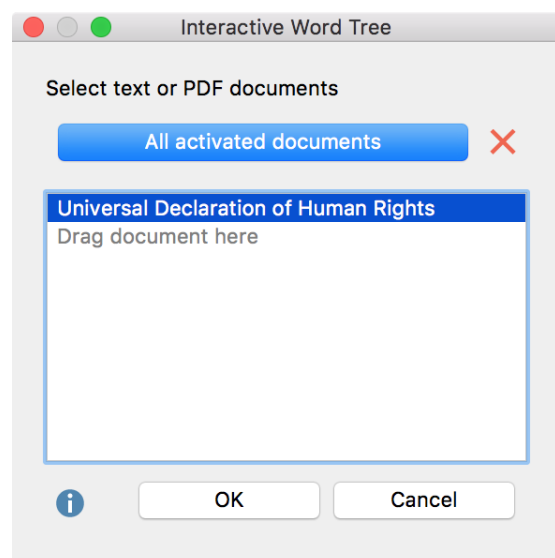 Interactive Word Tree
Select text or PDF documents
All activated documents
Universal Declaration of Human Rights
Drag document here
OK
Cancel